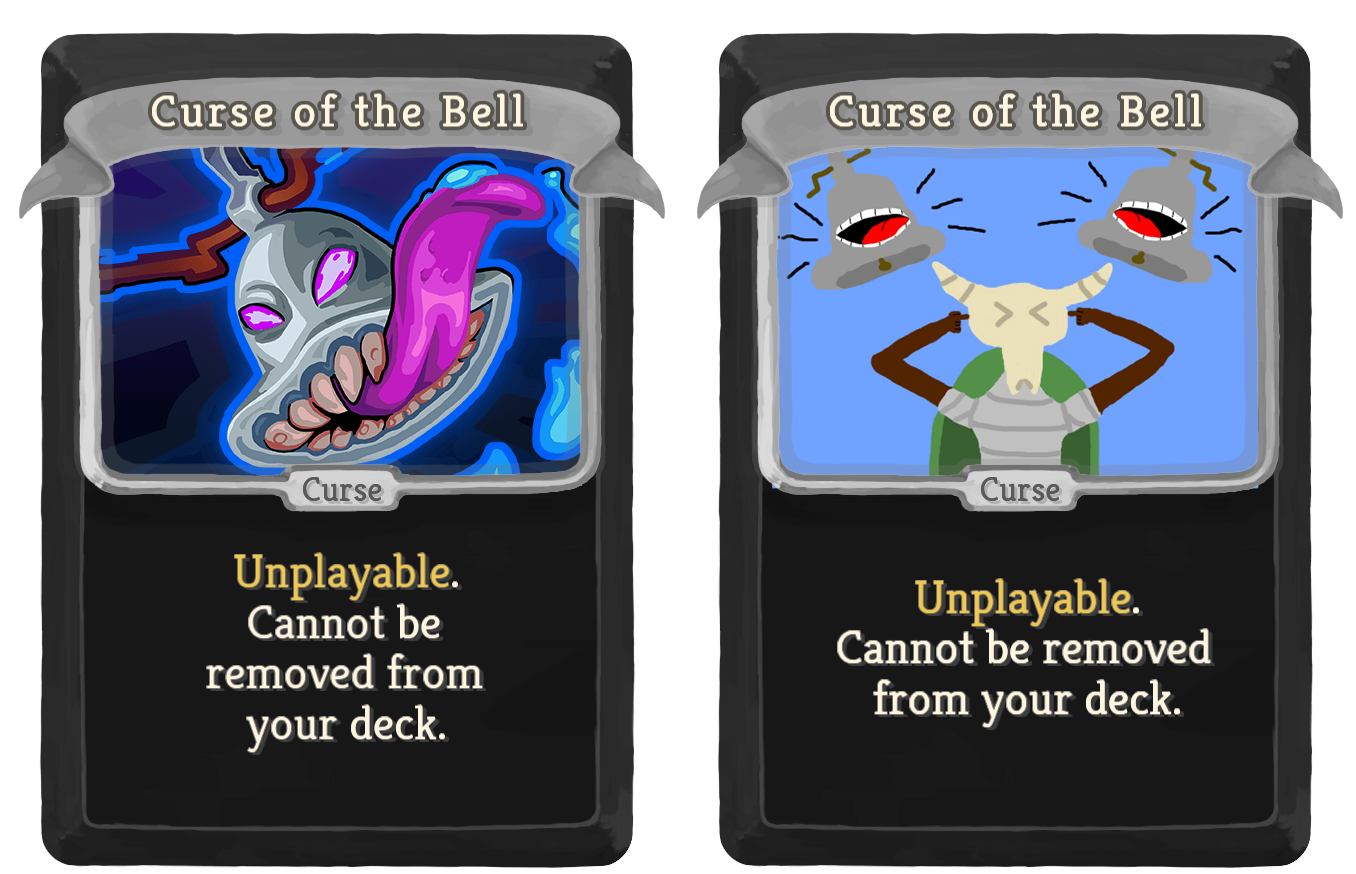 Curse of the Bell
Curse
Unplayable.
Cannot be
removed from
your deck.
Curse of the Bell
Curse
Unplayable.
Cannot be removed
from your deck.